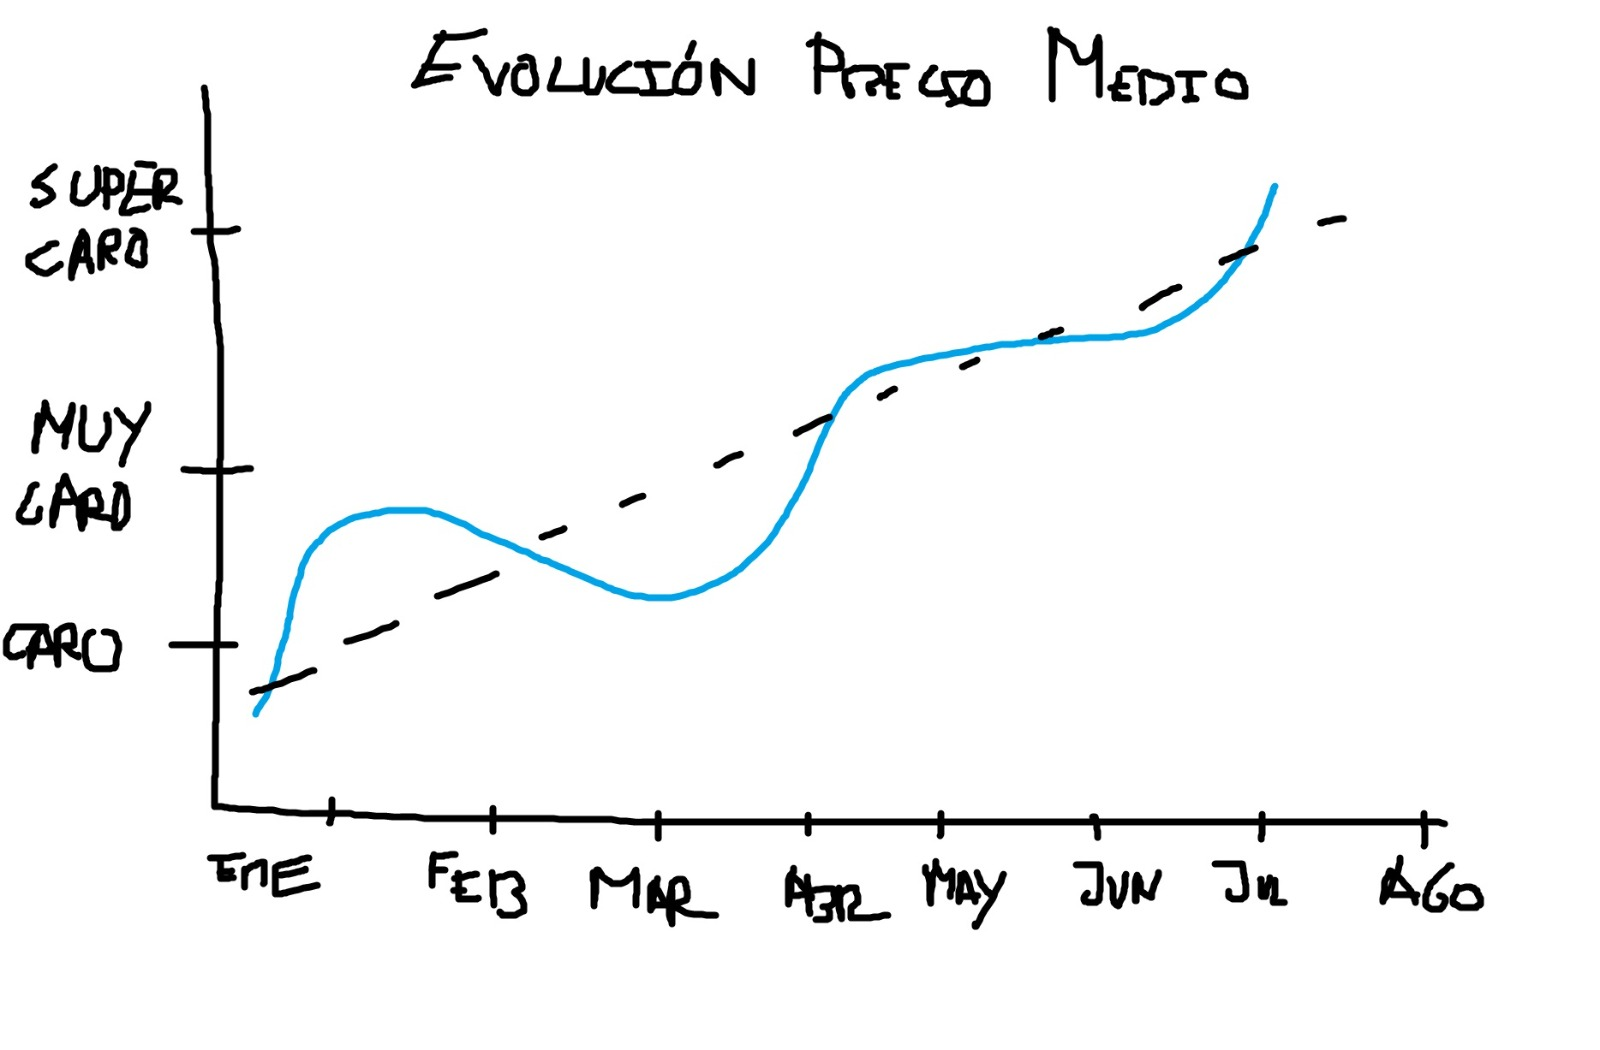 EVOLUCIÓN PRECIO MEDIO
SUPER
CARO
MUY
CARO
CARO
ENE FEB MAR ABR MAY JUN JUL AGO